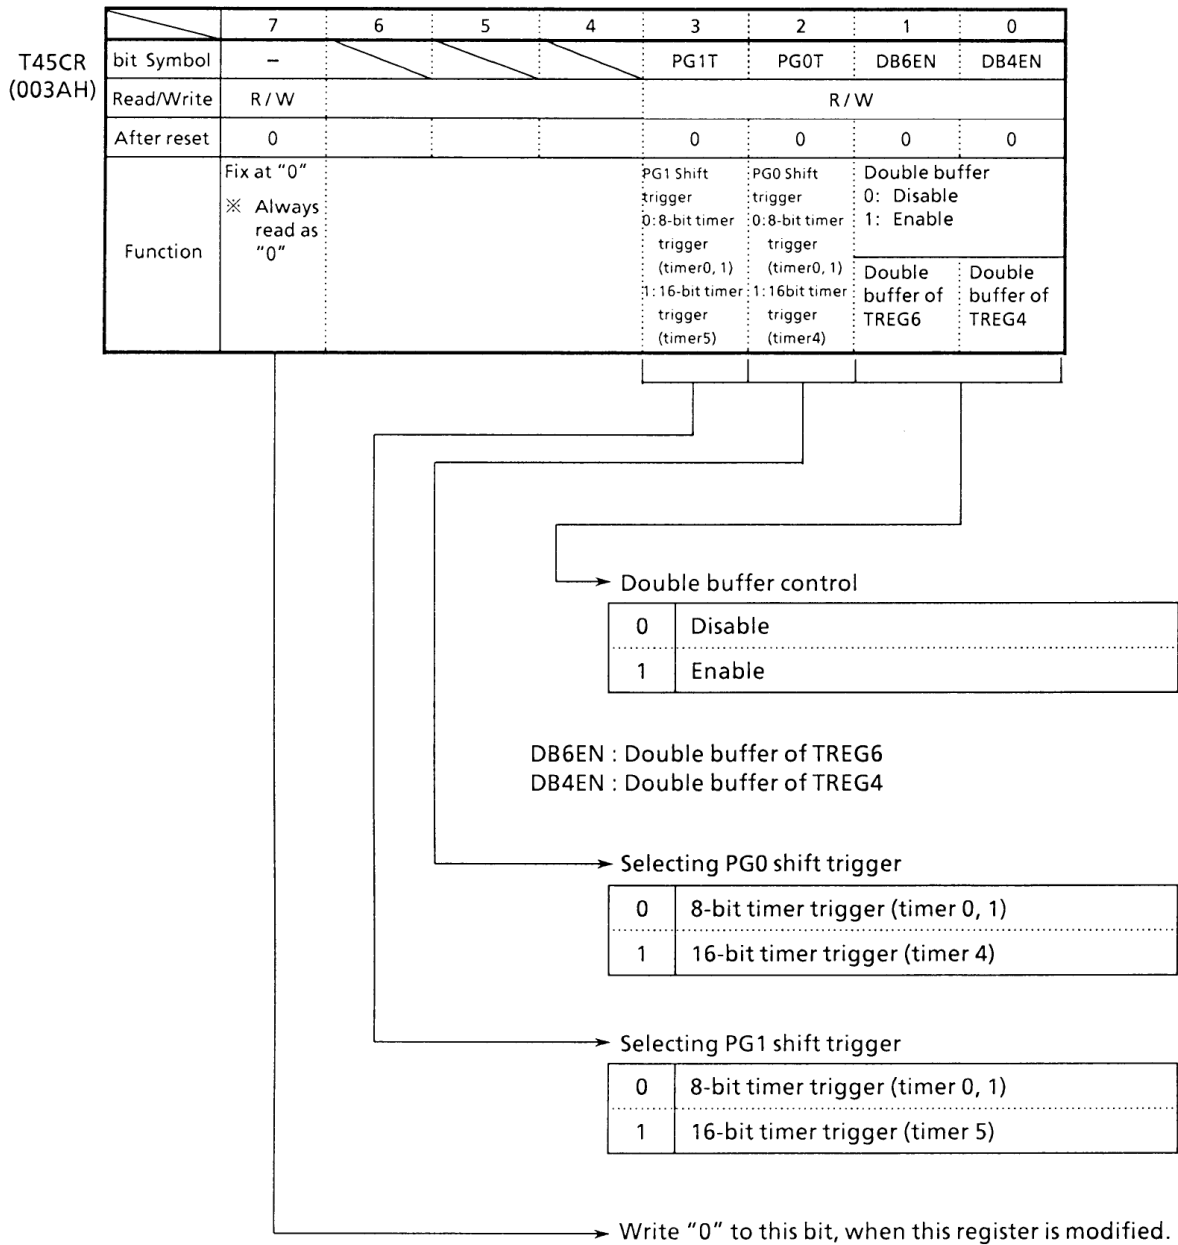 7 6 5 4 3 2 1 0
T45CR
(003AH)
bit Symbol – PG1T PG0T DB6EN DB4EN
Read/Write R / W R / W
After reset 0 0 0 0 0
Function
Fix at "0"
※ Always
read as
"0"
PG1 Shift
trigger
0:8-bit timer
trigger
(timer0, 1)
1:16-bit timer
trigger
(timer5)
PG0 Shift
trigger
0:8-bit timer
trigger
(timer0, 1)
1:16bit timer
trigger
(timer4)
Double buffer
0: Disable
1: Enable
Double
buffer of
TREG6
Double
buffer of
TREG4
Double buffer control
0 Disable
1 Enable
DB6EN : Double buffer of TREG6
DB4EN : Double buffer of TREG4
Selecting PG0 shift trigger
0 8-bit timer trigger (timer 0, 1)
1 16-bit timer trigger (timer 4)
Selecting PG1 shift trigger
0 8-bit timer trigger (timer 0, 1)
1 16-bit timer trigger (timer 5)
Write "0" to this bit, when this register is modified.